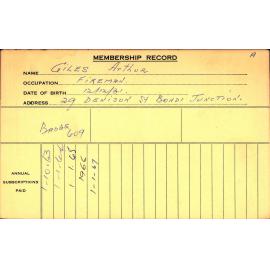 A
MEMBERSHIP RECORD
NAME GILES Arthur
OCCUPATION FIREMAN.
DATE OF BIRTH 12/12/21.
ADDRESS 29 DENISON St BONDI JUNCTION.
BADGE
609
ANNUAL
SUBSCRIPTIONS
PAID
1-10-63
1-1-64
1-1-65
1966
1-1-67